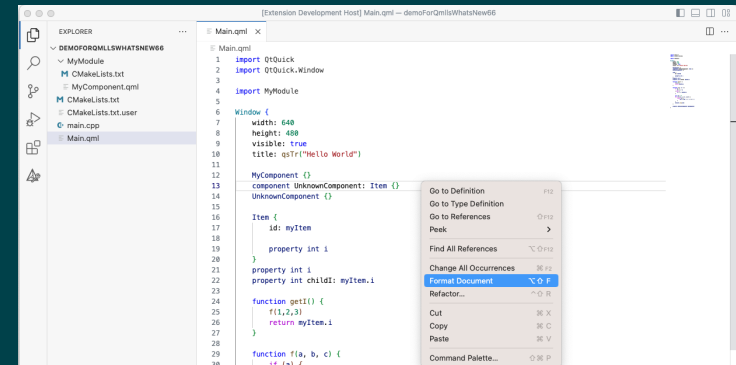 [Extension Development Host] Main.qml — demoForQmllsWhatsNew66
EXPLORER
DEMOFORQMLLSWHATSNEW66
MyModule
M CMakeLists.txt
MyComponent.qml
M CMakeLists.txt
CMakeLists.txt.user
main.cpp
Main.qml
Main.qml ×
Main.qml
1 import QtQuick
2 import QtQuick.Window
3
4 import MyModule
5
6 Window {
7 width: 640
8 height: 480
9 visible: true
10 title: qsTr("Hello World")
11
12 MyComponent {}
13 component UnknownComponent: Item {}
14 UnknownComponent {}
15
16 Item {
17 id: myItem
18
19 property int i
20 }
21 property int i
22 property int childI: myItem.i
23
24 function getI() {
25 f(1,2,3)
26 return myItem.i
27 }
28
29 function f(a, b, c) {
30 if (a) {
Go to Definition F12
Go to Type Definition
Go to References ⇧F12
Peek >
Find All References ⌥⇧F12
Change All Occurrences ⌘F2
Format Document ⌥⇧F
Refactor... ^⇧R
Cut ⌘X
Copy ⌘C
Paste ⌘V
Command Palette... ⇧⌘P